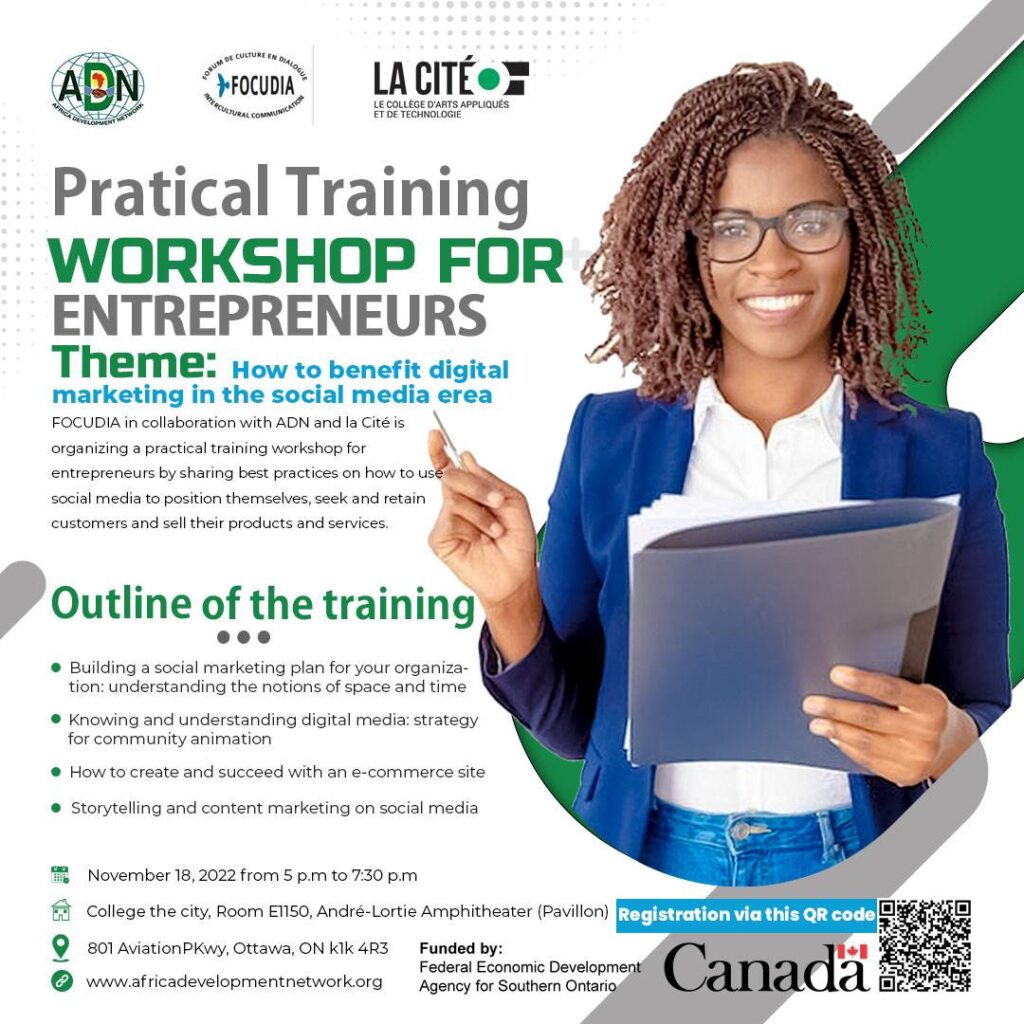 ADN
AFRICA DEVELOPMENT NETWORK
FORUM DE CULTURE EN DIALOGUE
FOCUDIA
INTERCULTURAL COMMUNICATION
LA CITÉ
LE COLLÈGE D'ARTS APPLIQUÉS
ET DE TECHNOLOGIE
Pratical Training
WORKSHOP FOR
ENTREPRENEURS
Theme: How to benefit digital
marketing in the social media erea
FOCUDIA in collaboration with ADN and la Cité is
organizing a practical training workshop for
entrepreneurs by sharing best practices on how to use
social media to position themselves, seek and retain
customers and sell their products and services.
Outline of the training
Building a social marketing plan for your organiza-
tion: understanding the notions of space and time
Knowing and understanding digital media: strategy
for community animation
How to create and succeed with an e-commerce site
Storytelling and content marketing on social media
November 18, 2022 from 5 p.m to 7:30 p.m
College the city, Room E1150, André-Lortie Amphitheater (Pavillon)
Registration via this QR code
801 AviationPKwy, Ottawa, ON k1k 4R3
www.africadevelopmentnetwork.org
Funded by:
Federal Economic Development
Agency for Southern Ontario
Canada